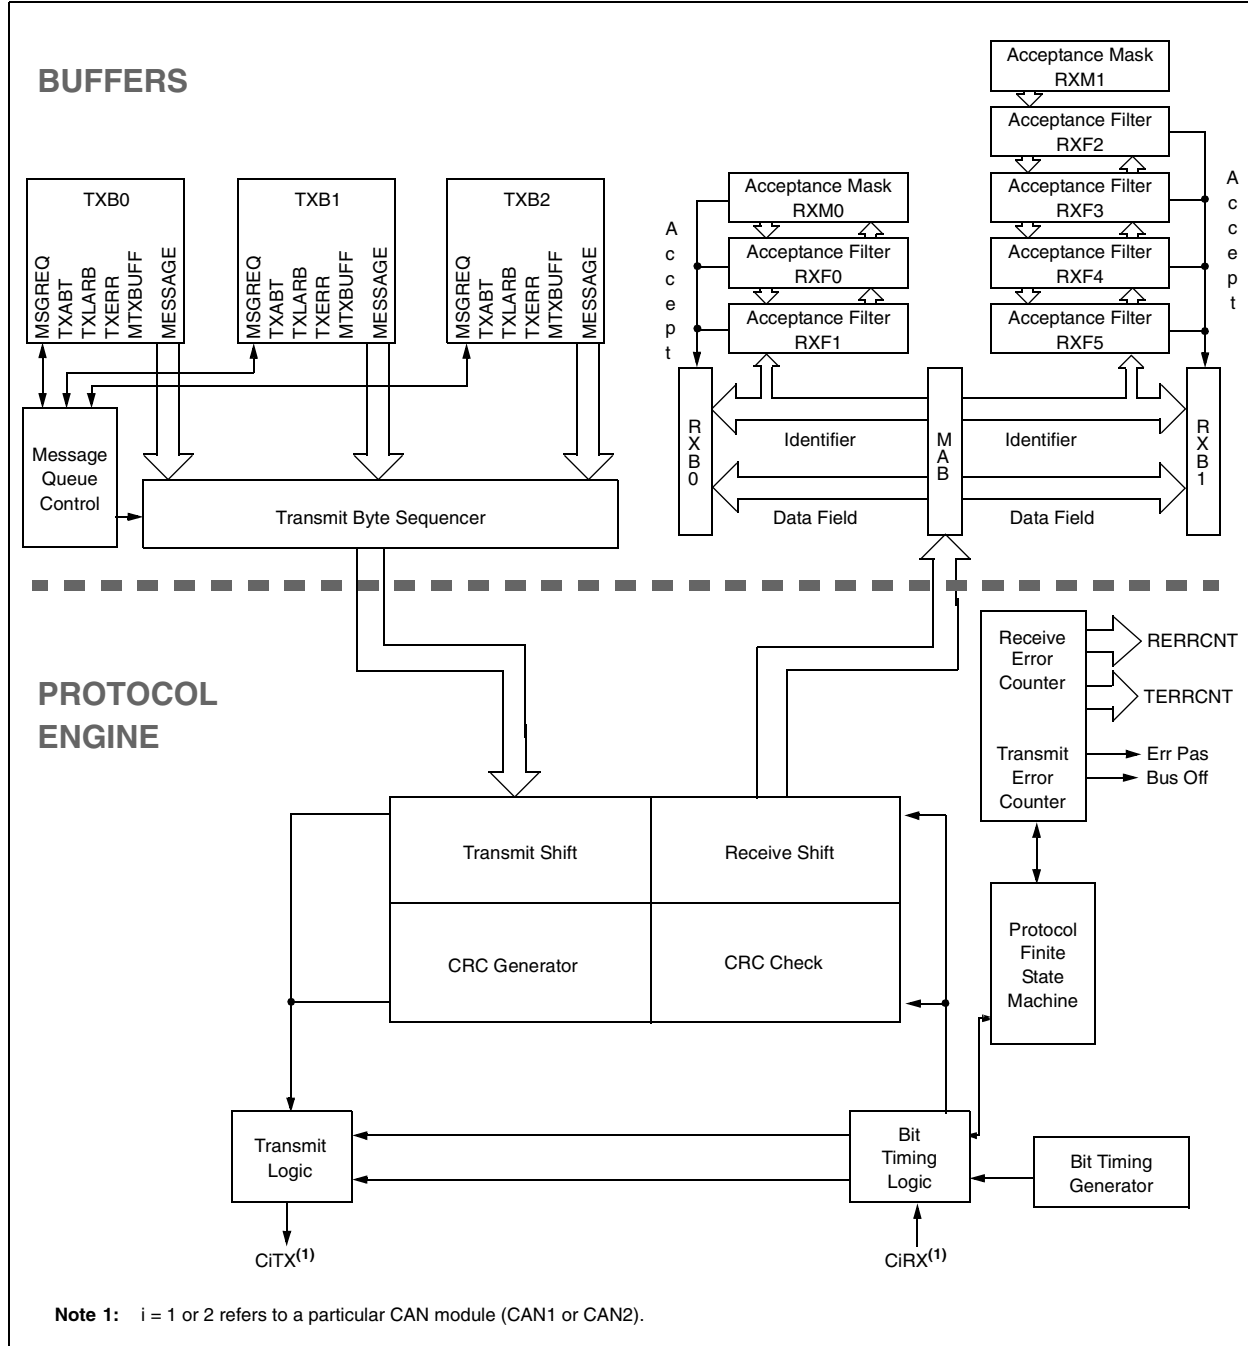 BUFFERS
Acceptance Mask
RXM1
Acceptance Filter
RXF2
Acceptance Filter
RXF3
Acceptance Filter
RXF4
Acceptance Filter
RXF5
Accept
Acceptance Mask
RXM0
Acceptance Filter
RXF0
Acceptance Filter
RXF1
Accept
TXB0
MSGREQ
TXABT
TXLARB
TXERR
MTXBUFF
MESSAGE
TXB1
MSGREQ
TXABT
TXLARB
TXERR
MTXBUFF
MESSAGE
TXB2
MSGREQ
TXABT
TXLARB
TXERR
MTXBUFF
MESSAGE
Message
Queue
Control
Transmit Byte Sequencer
RXB0
Identifier
Data Field
MAB
Identifier
Data Field
RXB1
PROTOCOL
ENGINE
Receive
Error
Counter
Transmit
Error
Counter
RERRCNT
TERRCNT
Err Pas
Bus Off
Transmit Shift
Receive Shift
CRC Generator
CRC Check
Protocol
Finite
State
Machine
Transmit
Logic
Bit
Timing
Logic
Bit Timing
Generator
CiTX(1)
CiRX(1)
Note 1: i = 1 or 2 refers to a particular CAN module (CAN1 or CAN2).